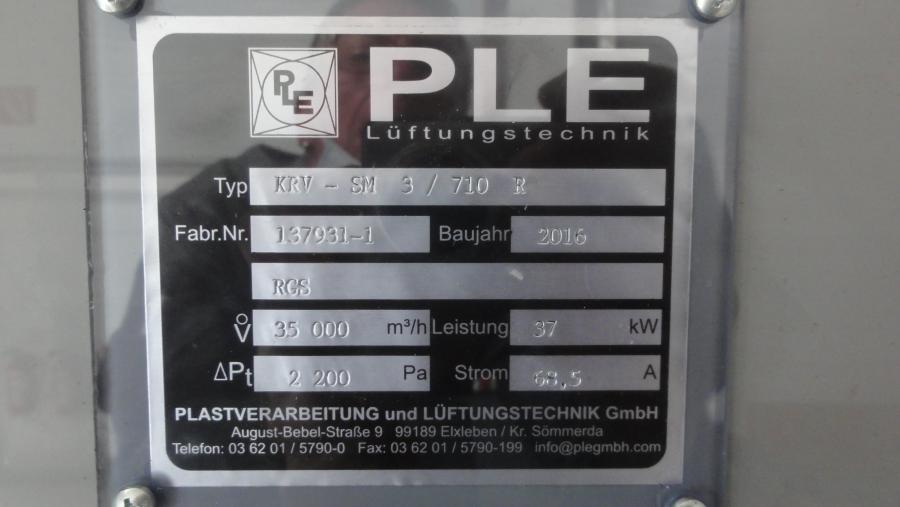 PLE
PLE
Lüftungstechnik
Typ KRV - SM 3 / 710 R
Fabr.Nr. 137931-1 Baujahr 2016
RGS
V̊ 35 000 m³/h Leistung 37 kW
ΔPt 2 200 Pa Strom 68,5 A
PLASTVERARBEITUNG und LÜFTUNGSTECHNIK GmbH
August-Bebel-Straße 9 99189 Elxleben / Kr. Sömmerda
Telefon: 03 62 01 / 5790-0 Fax: 03 62 01 / 5790-199 info@plegmbh.com